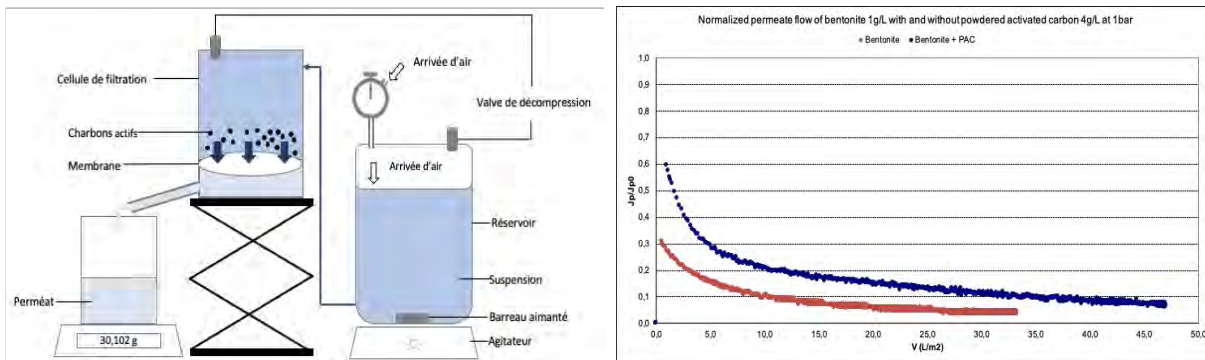 Cellule de filtration
Charbons actifs
Membrane
Perméat
30,102 g
Arrivée d'air
Valve de décompression
Arrivée d'air
Réservoir
Suspension
Barreau aimanté
Agitateur
Normalized permeate flow of bentonite 1g/L with and without powdered activated carbon 4g/L at 1bar
Bentonite
Bentonite + PAC
Jp/Jp0
1,0
0,9
0,8
0,7
0,6
0,5
0,4
0,3
0,2
0,1
0,0
0,0 5,0 10,0 15,0 20,0 25,0 30,0 35,0 40,0 45,0 50,0
V (L/m2)